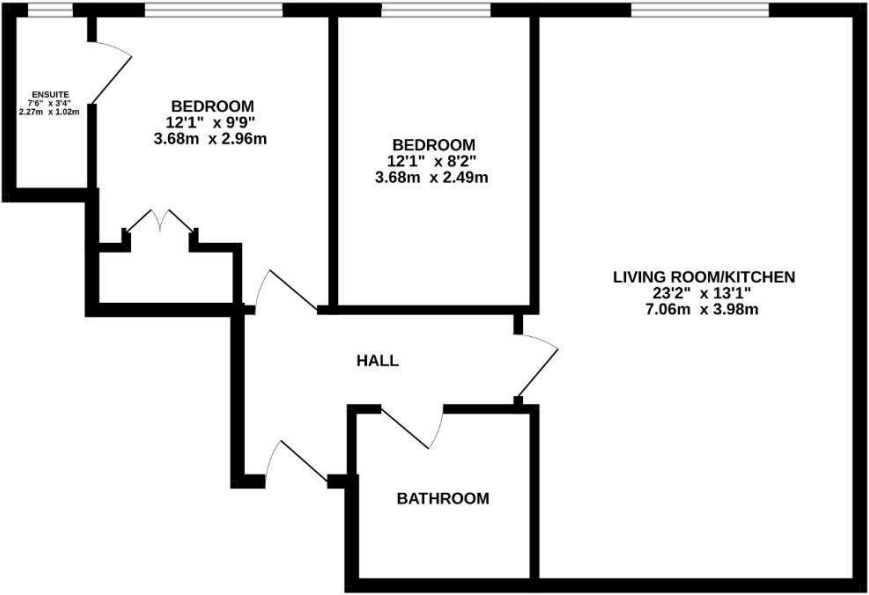 ENSUITE
7'6" x 3'4"
2.27m x 1.02m
BEDROOM
12'1" x 9'9"
3.68m x 2.96m
BEDROOM
12'1" x 8'2"
3.68m x 2.49m
LIVING ROOM/KITCHEN
23'2" x 13'1"
7.06m x 3.98m
HALL
BATHROOM